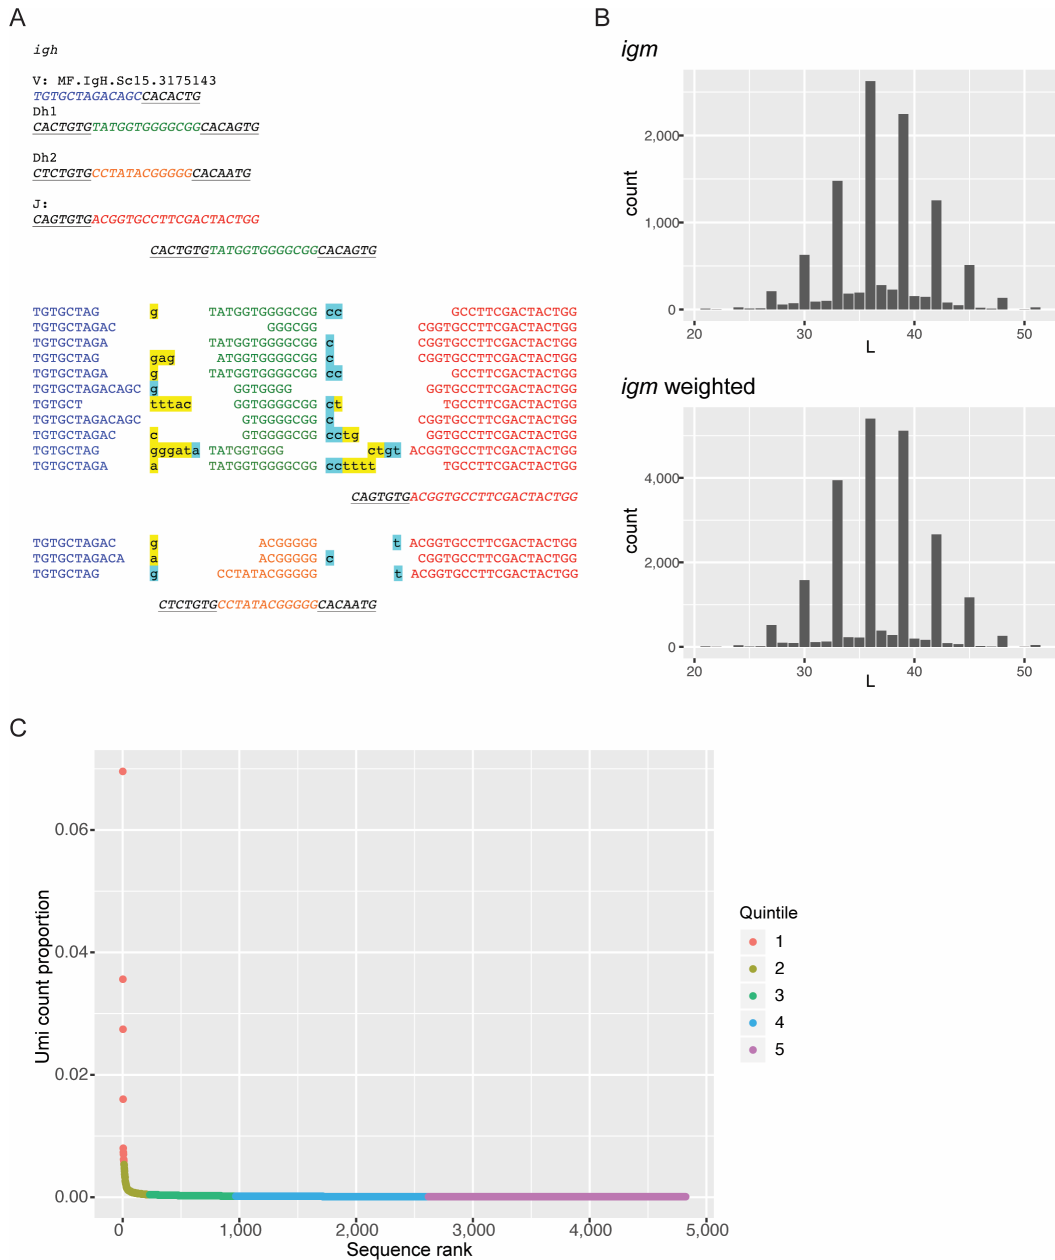 A
igh
V: MF.IgH.Sc15.3175143
TGTGCTAGACAGCCACACTG
Dh1
CACTGTGTATGGTGGGGCGGCACAGTG
Dh2
CTCTGTGCCTATACGGGGGCACAATG
J:
CAGTGTGACGGTGCCTTCGACTACTGG
CACTGTGTATGGTGGGGCGGCACAGTG
TGTGCTAG g TATGGTGGGGCGG cc GCCTTCGACTACTGG
TGTGCTAGAC GGGCGG CGGTGCCTTCGACTACTGG
TGTGCTAGA TATGGTGGGGCGG c CGGTGCCTTCGACTACTGG
TGTGCTAG gag ATGGTGGGGCGG c CGGTGCCTTCGACTACTGG
TGTGCTAGA g TATGGTGGGGCGG cc GCCTTCGACTACTGG
TGTGCTAGACAGC g GGTGGGG GGTGCCTTCGACTACTGG
TGTGCT tttac GGTGGGGCGG ct TGCCTTCGACTACTGG
TGTGCTAGACAGC GTGGGGCGG c CGGTGCCTTCGACTACTGG
TGTGCTAGAC c GTGGGGCGG cctg GGTGCCTTCGACTACTGG
TGTGCTAG gggata TATGGTGGG ctgt ACGGTGCCTTCGACTACTGG
TGTGCTAGA a TATGGTGGGGCGG cctttt TGCCTTCGACTACTGG
CAGTGTGACGGTGCCTTCGACTACTGG
TGTGCTAGAC g ACGGGGG t ACGGTGCCTTCGACTACTGG
TGTGCTAGACA a ACGGGGG c CGGTGCCTTCGACTACTGG
TGTGCTAG g CCTATACGGGGG t ACGGTGCCTTCGACTACTGG
CTCTGTGCCTATACGGGGGCACAATG
B
igm
count
2,000
1,000
0
20 30 40 50
L
igm weighted
count
4,000
2,000
0
20 30 40 50
L
C
Umi count proportion
0.06
0.04
0.02
0.00
0 1,000 2,000 3,000 4,000 5,000
Sequence rank
Quintile
1
2
3
4
5